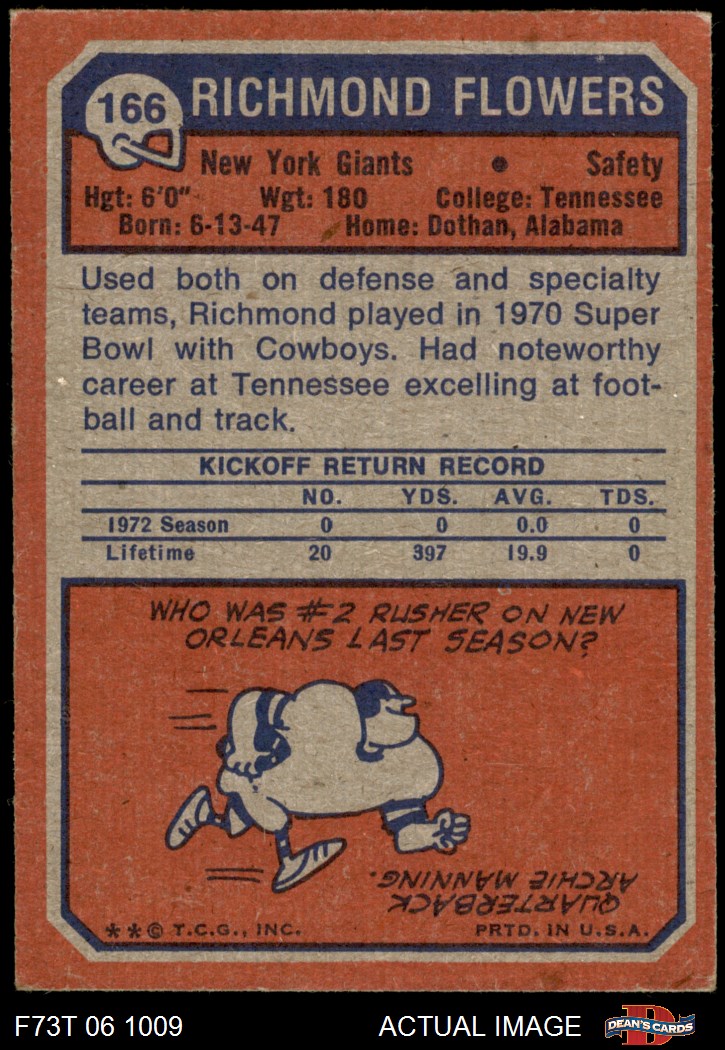 166 RICHMOND FLOWERS
New York Giants • Safety
Hgt: 6'0" Wgt: 180 College: Tennessee
Born: 6-13-47 Home: Dothan, Alabama
Used both on defense and specialty
teams, Richmond played in 1970 Super
Bowl with Cowboys. Had noteworthy
career at Tennessee excelling at foot-
ball and track.
KICKOFF RETURN RECORD
NO. YDS. AVG. TDS.
1972 Season 0 0 0.0 0
Lifetime 20 397 19.9 0
WHO WAS #2 RUSHER ON NEW
ORLEANS LAST SEASON?
QUARTERBACK
ARCHIE MANNING.
**© T.C.G., INC. PRTD. IN U.S.A.
F73T 06 1009 ACTUAL IMAGE D DEAN'S CARDS